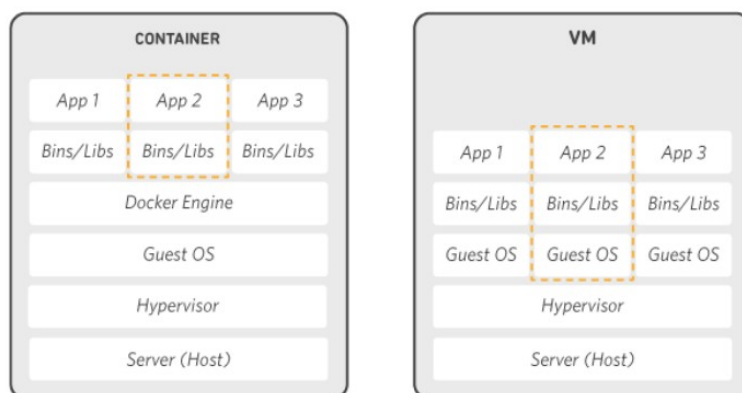 CONTAINER
App 1 App 2 App 3
Bins/Libs Bins/Libs Bins/Libs
Docker Engine
Guest OS
Hypervisor
Server (Host)
VM
App 1 App 2 App 3
Bins/Libs Bins/Libs Bins/Libs
Guest OS Guest OS Guest OS
Hypervisor
Server (Host)